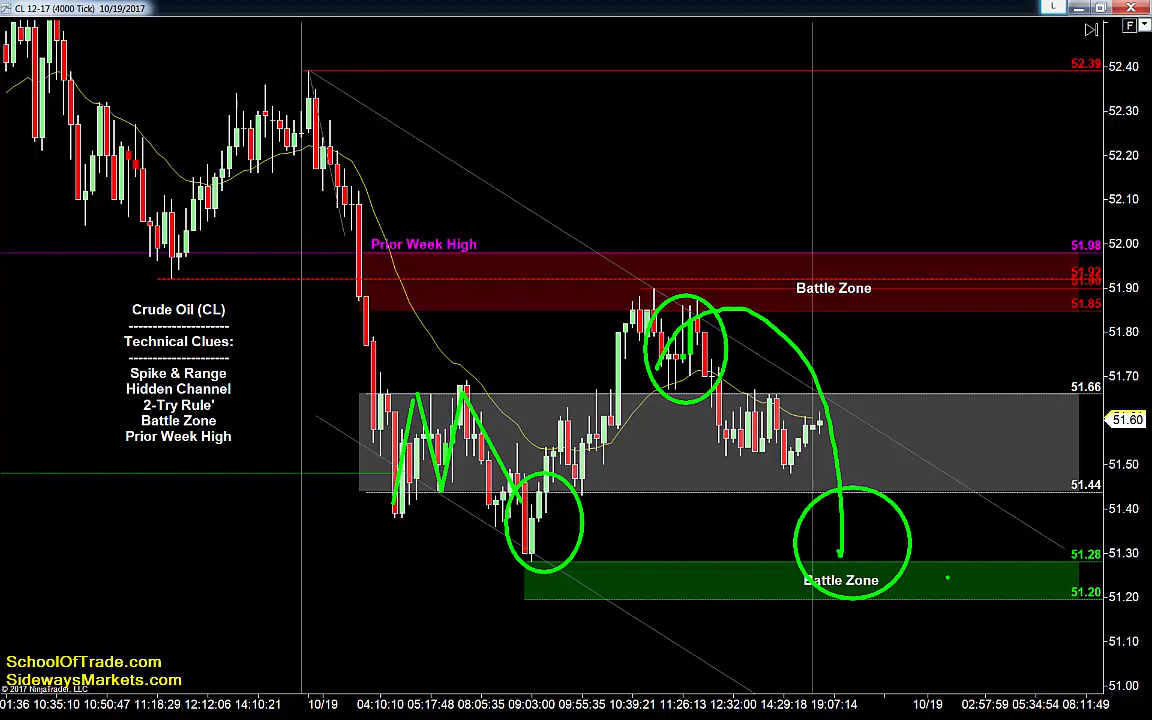 CL 12-17 (4000 Tick) 10/19/2017
L
F
52.39
52.40
52.30
52.20
52.10
52.00
Prior Week High
51.98
51.92
51.90
Battle Zone
51.90
51.85
Crude Oil (CL)
---------------------
Technical Clues:
---------------------
Spike & Range
Hidden Channel
2-Try Rule'
Battle Zone
Prior Week High
51.80
51.70
51.66
51.60
51.50
51.44
51.40
51.30
51.28
Battle Zone
51.20
51.20
51.10
51.00
SchoolOfTrade.com
SidewaysMarkets.com
© 2017 NinjaTrader, LLC
01:36 10:35:10 10:50:47 11:18:29 12:12:06 14:10:21 10/19 04:10:10 05:17:48 08:05:35 09:03:00 09:55:35 10:39:21 11:26:13 12:32:00 14:29:18 19:07:14 10/19 02:57:59 05:34:54 08:11:49